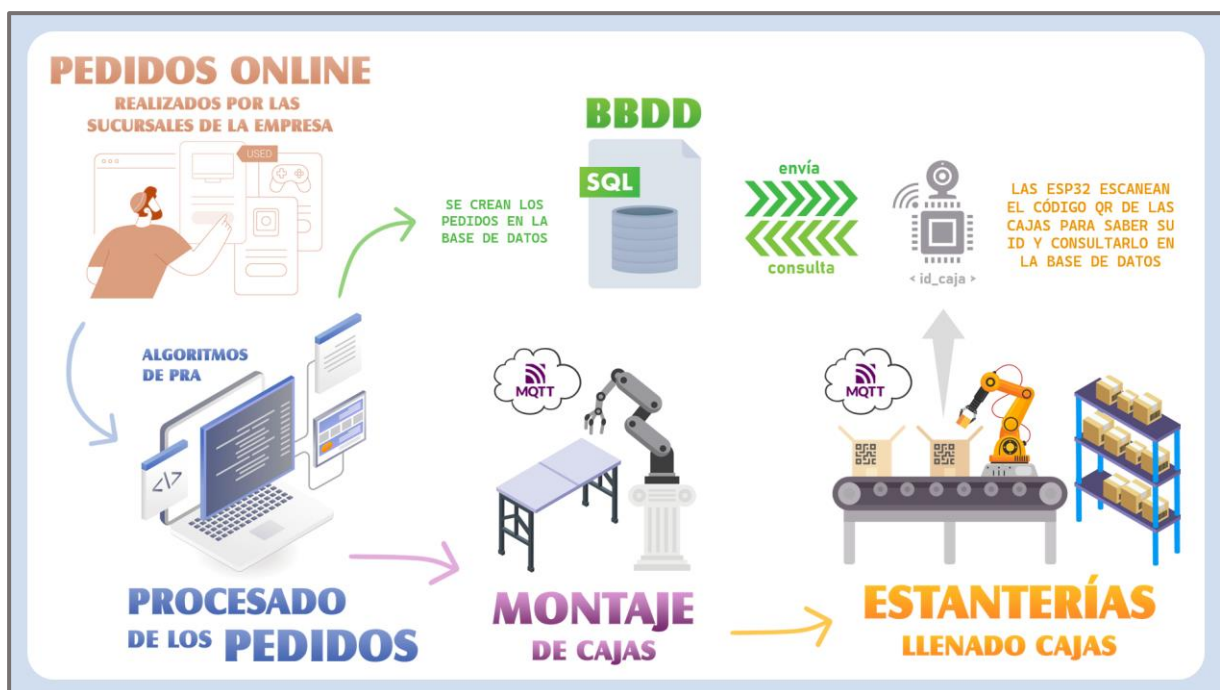 PEDIDOS ONLINE
REALIZADOS POR LAS
SUCURSALES DE LA EMPRESA
USED
BBDD
SQL
SE CREAN LOS
PEDIDOS EN LA
BASE DE DATOS
envía
consulta
< id_caja >
LAS ESP32 ESCANEAN
EL CÓDIGO QR DE LAS
CAJAS PARA SABER SU
ID Y CONSULTARLO EN
LA BASE DE DATOS
ALGORITMOS
DE PRA
</>
PROCESADO
DE LOS PEDIDOS
MQTT
MONTAJE
DE CAJAS
MQTT
ESTANTERÍAS
LLENADO CAJAS